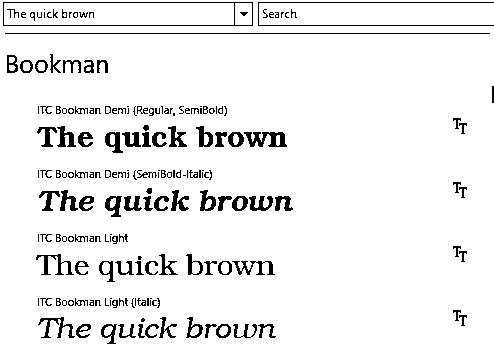 The quick brown Search
Bookman
ITC Bookman Demi (Regular, SemiBold)
The quick brown
ITC Bookman Demi (SemiBold-Italic)
The quick brown
ITC Bookman Light
The quick brown
ITC Bookman Light (Italic)
The quick brown